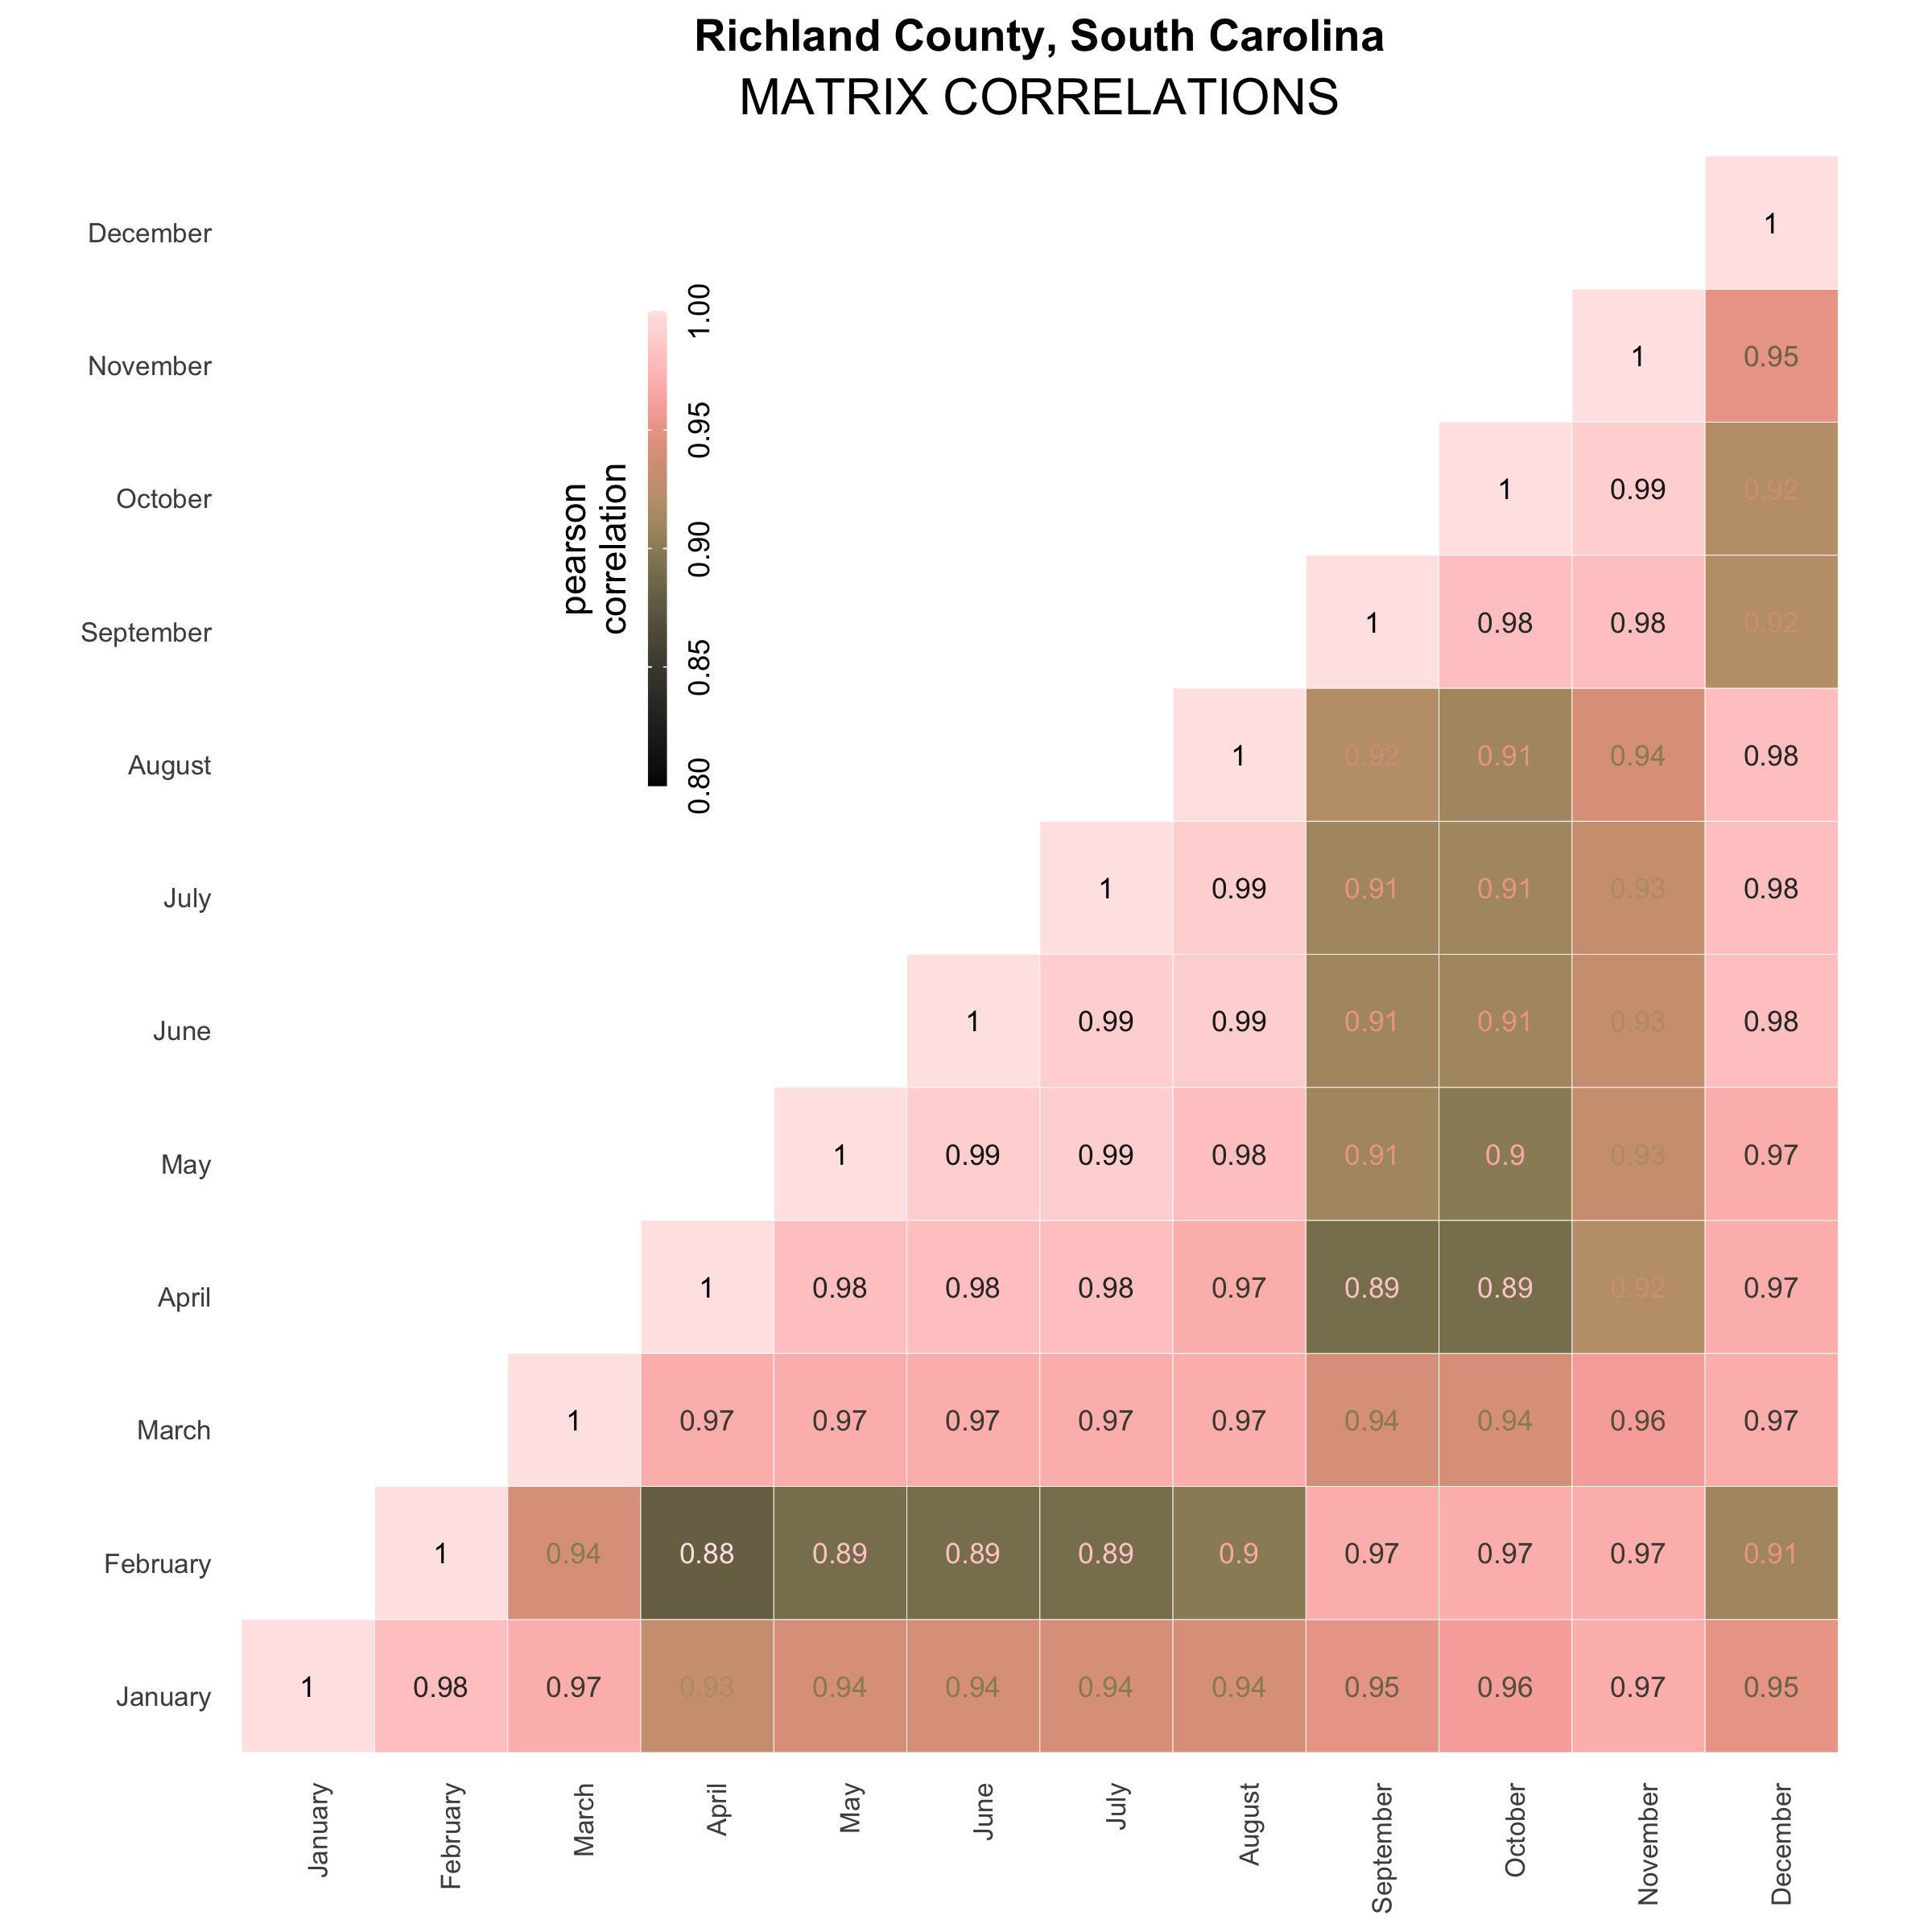 Richland County, South Carolina
MATRIX CORRELATIONS
pearson
correlation
1.00
0.95
0.90
0.85
0.80
December 1
November 1 0.95
October 1 0.99 0.92
September 1 0.98 0.98 0.92
August 1 0.92 0.91 0.94 0.98
July 1 0.99 0.91 0.91 0.93 0.98
June 1 0.99 0.99 0.91 0.91 0.93 0.98
May 1 0.99 0.99 0.98 0.91 0.9 0.93 0.97
April 1 0.98 0.98 0.98 0.97 0.89 0.89 0.92 0.97
March 1 0.97 0.97 0.97 0.97 0.97 0.94 0.94 0.96 0.97
February 1 0.94 0.88 0.89 0.89 0.89 0.9 0.97 0.97 0.97 0.91
January 1 0.98 0.97 0.93 0.94 0.94 0.94 0.94 0.95 0.96 0.97 0.95
January February March April May June July August September October November December